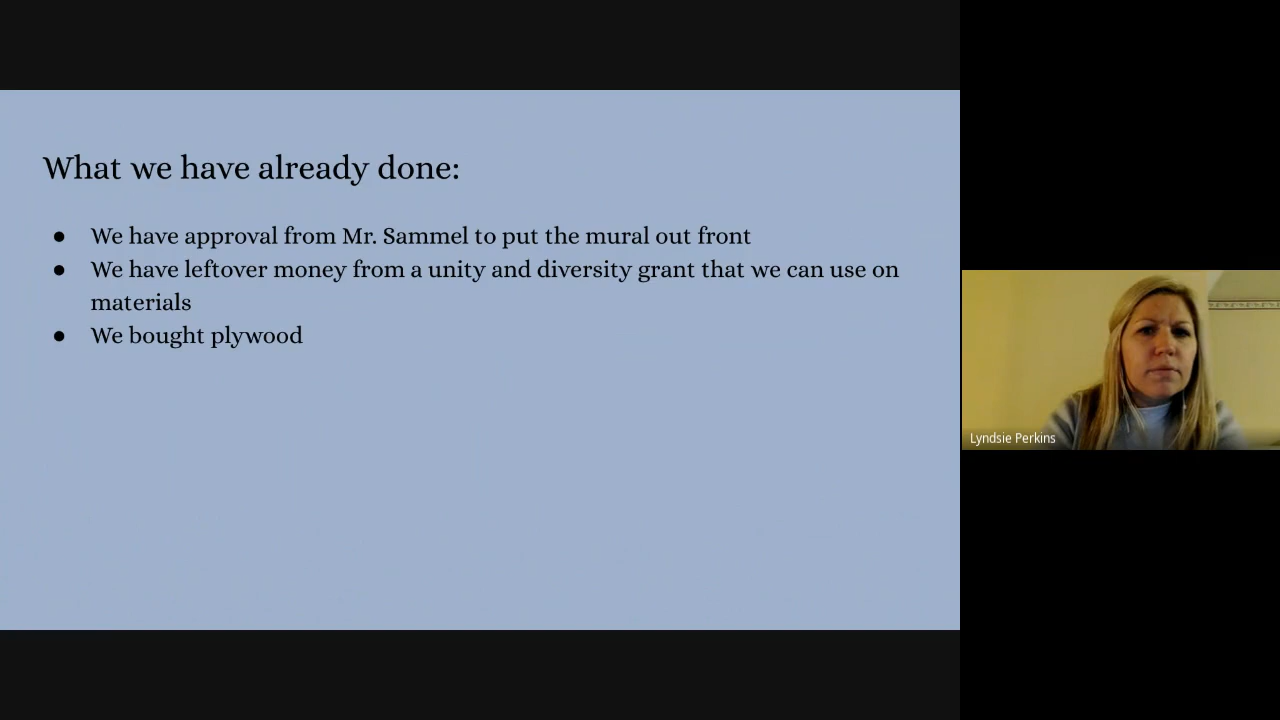 What we have already done:
● We have approval from Mr. Sammel to put the mural out front
● We have leftover money from a unity and diversity grant that we can use on
materials
● We bought plywood
Lyndsie Perkins